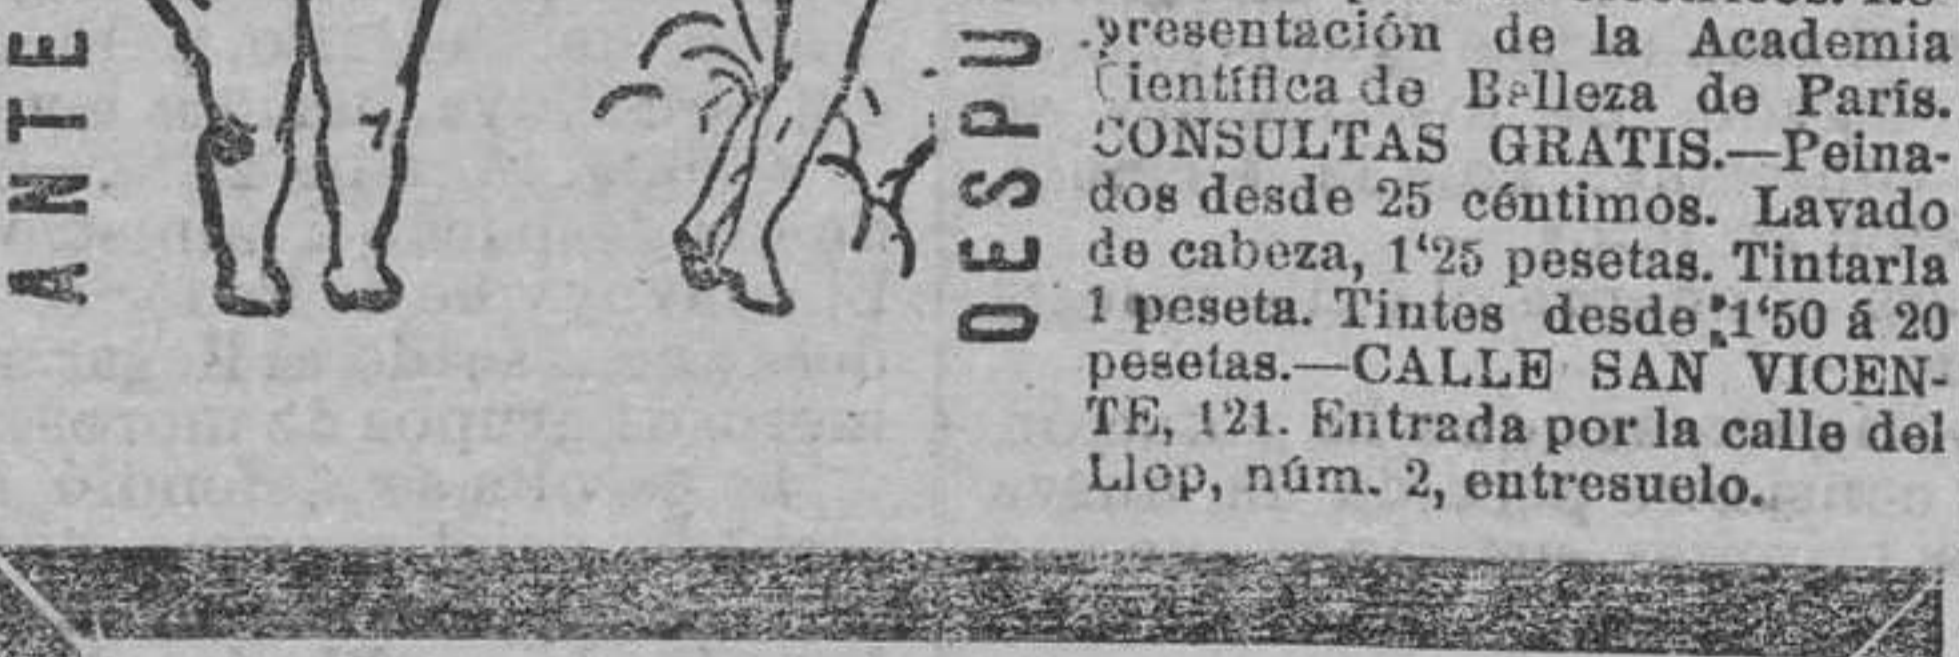 ANTE
DESPU
presentación de la Academia
Científica de Belleza de París.
CONSULTAS GRATIS.—Peina-
dos desde 25 céntimos. Lavado
de cabeza, 1‘25 pesetas. Tintarla
1 peseta. Tintes desde 1‘50 á 20
pesetas.—CALLE SAN VICEN-
TE, 121. Entrada por la calle del
Llop, núm. 2, entresuelo.